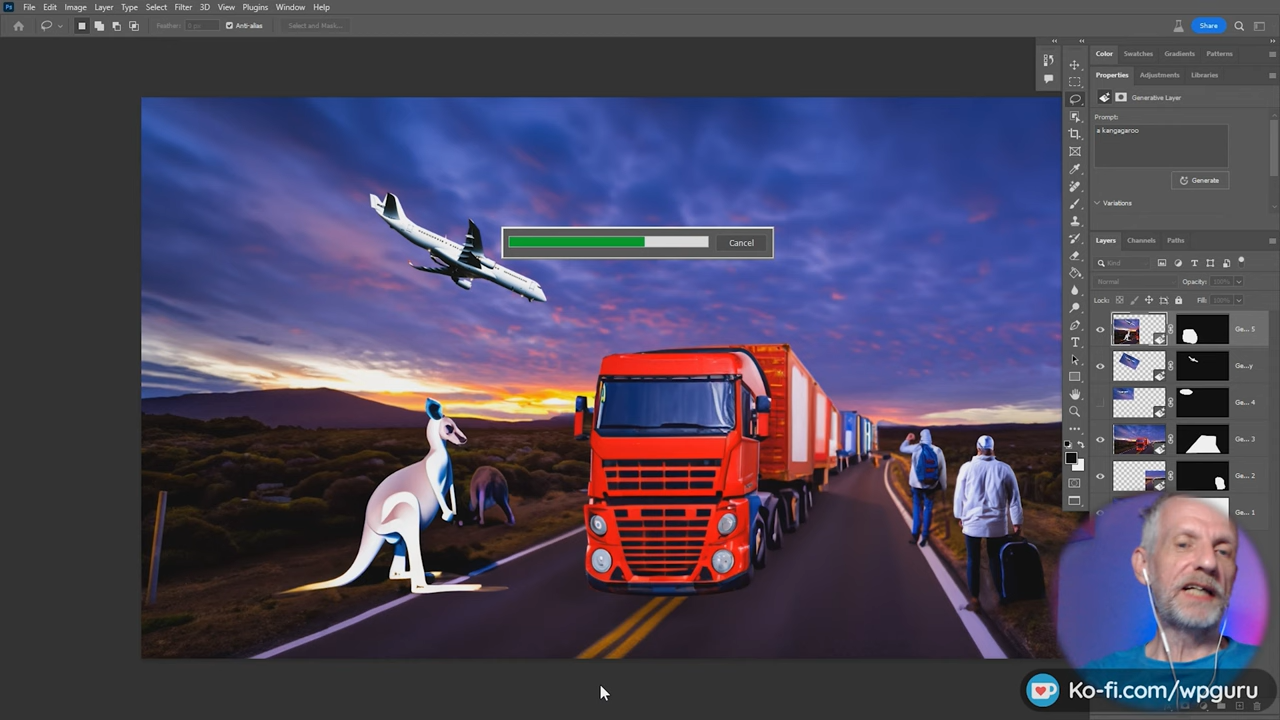 Ps File Edit Image Layer Type Select Filter 3D View Plugins Window Help
Feather: 0 px Anti-alias Select and Mask... Share
Color Swatches Gradients Patterns
Properties Adjustments Libraries
Generative Layer
Prompt:
a kangagaroo
Generate
Variations
Cancel
Layers Channels Paths
Kind
Normal Opacity: 100%
Lock: Fill: 100%
Ge... 5
Ge...y
Ge... 4
Ge... 3
Ge... 2
Ge... 1
Ko-fi.com/wpguru